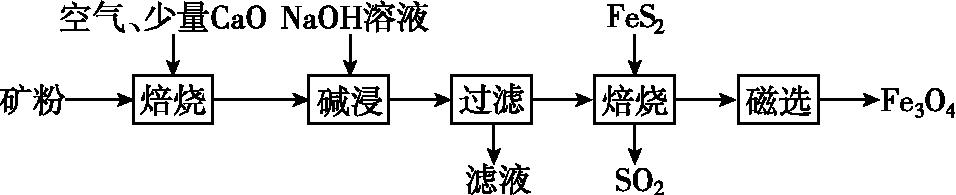 空气、少量CaO NaOH溶液 FeS₂
矿粉 焙烧 碱浸 过滤 焙烧 磁选 Fe₃O₄
滤液 SO₂